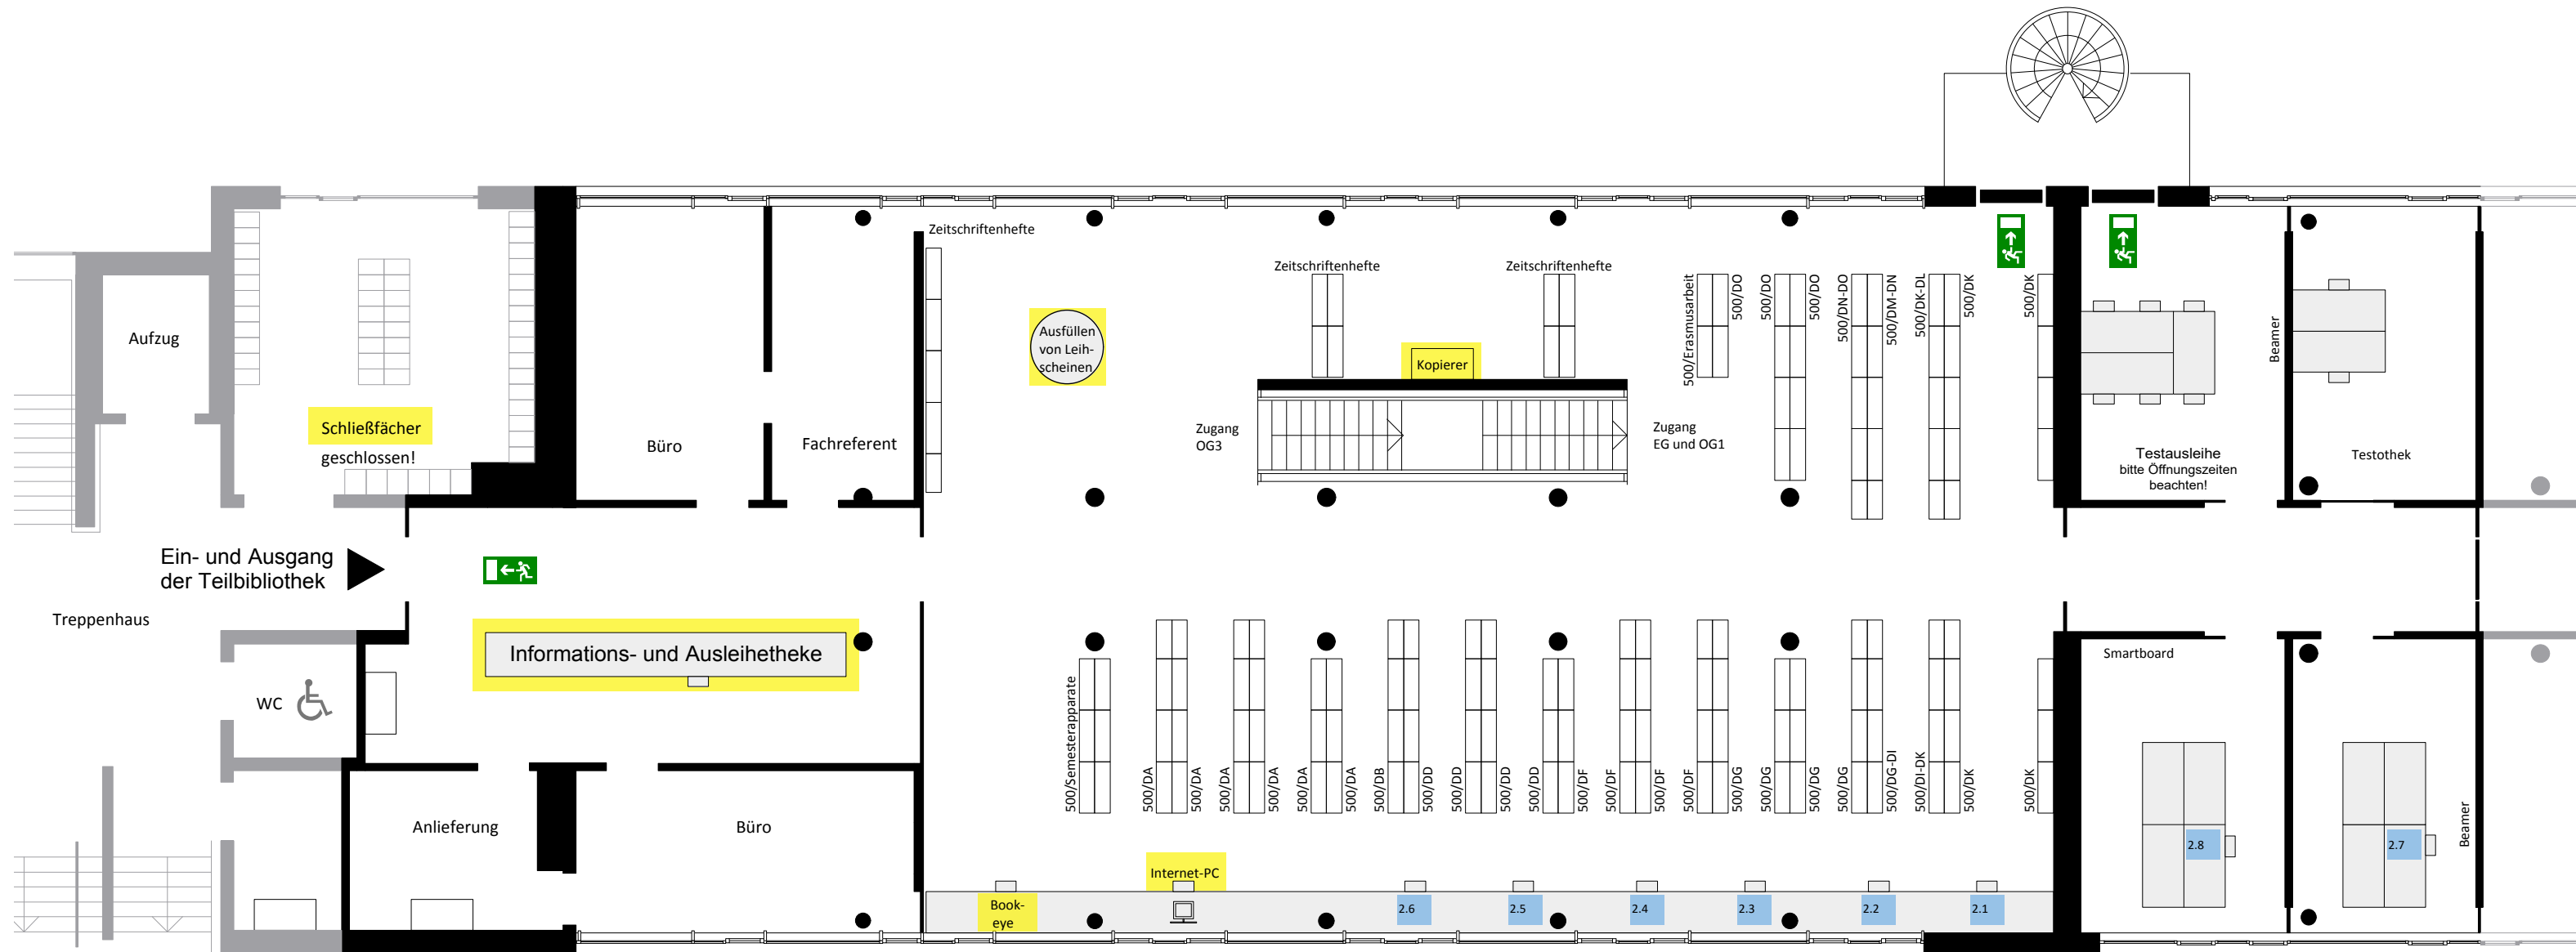 Zeitschriftenhefte
Zeitschriftenhefte
Zeitschriftenhefte
500/Erasmusarbeit
500/DO
500/DO
500/DO
500/DN-DO
500/DM-DN
500/DK-DL
500/DK
500/DK
Aufzug
Ausfüllen
von Leih-
scheinen
Kopierer
Beamer
Schließfächer
geschlossen!
Büro
Fachreferent
Zugang
OG3
Zugang
EG und OG1
Testausleihe
bitte Öffnungszeiten
beachten!
Testothek
Ein- und Ausgang
der Teilbibliothek
Treppenhaus
Informations- und Ausleihetheke
Smartboard
WC
500/Semesterapparate
500/DA
500/DA
500/DA
500/DA
500/DA
500/DA
500/DB
500/DD
500/DD
500/DD
500/DD
500/DF
500/DF
500/DF
500/DF
500/DG
500/DG
500/DG
500/DG
500/DG-DI
500/DI-DK
500/DK
500/DK
Anlieferung
Büro
Beamer
2.8
2.7
Internet-PC
Book-
eye
2.6
2.5
2.4
2.3
2.2
2.1